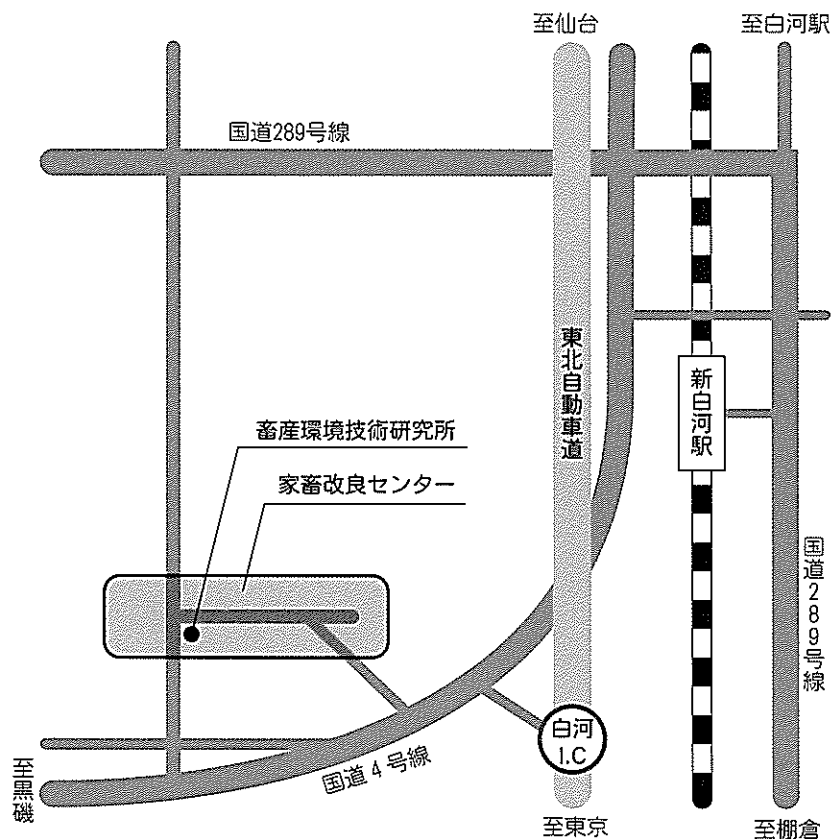 至仙台
至白河駅
国道289号線
東北自動車道
新白河駅
畜産環境技術研究所
家畜改良センター
国道289号線
白河
I.C
国道4号線
至黒磯
至東京
至棚倉